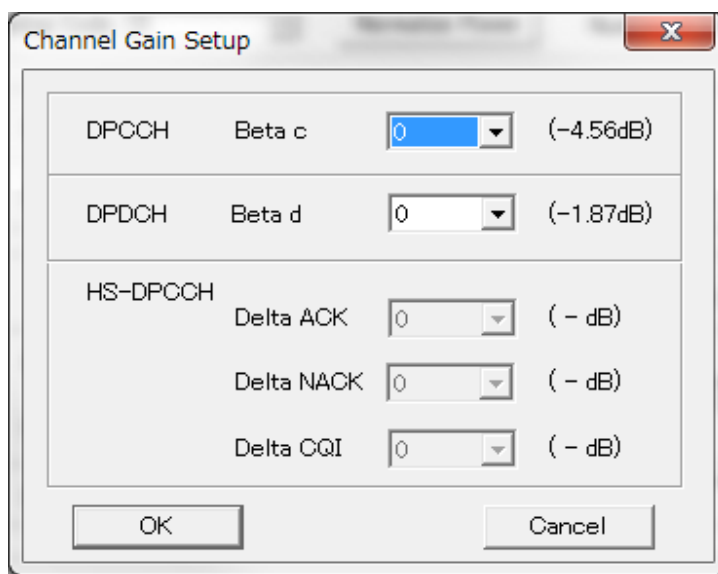 Channel Gain Setup
DPCCH Beta c 0 (-4.56dB)
DPDCH Beta d 0 (-1.87dB)
HS-DPCCH
Delta ACK 0 ( - dB)
Delta NACK 0 ( - dB)
Delta CQI 0 ( - dB)
OK Cancel